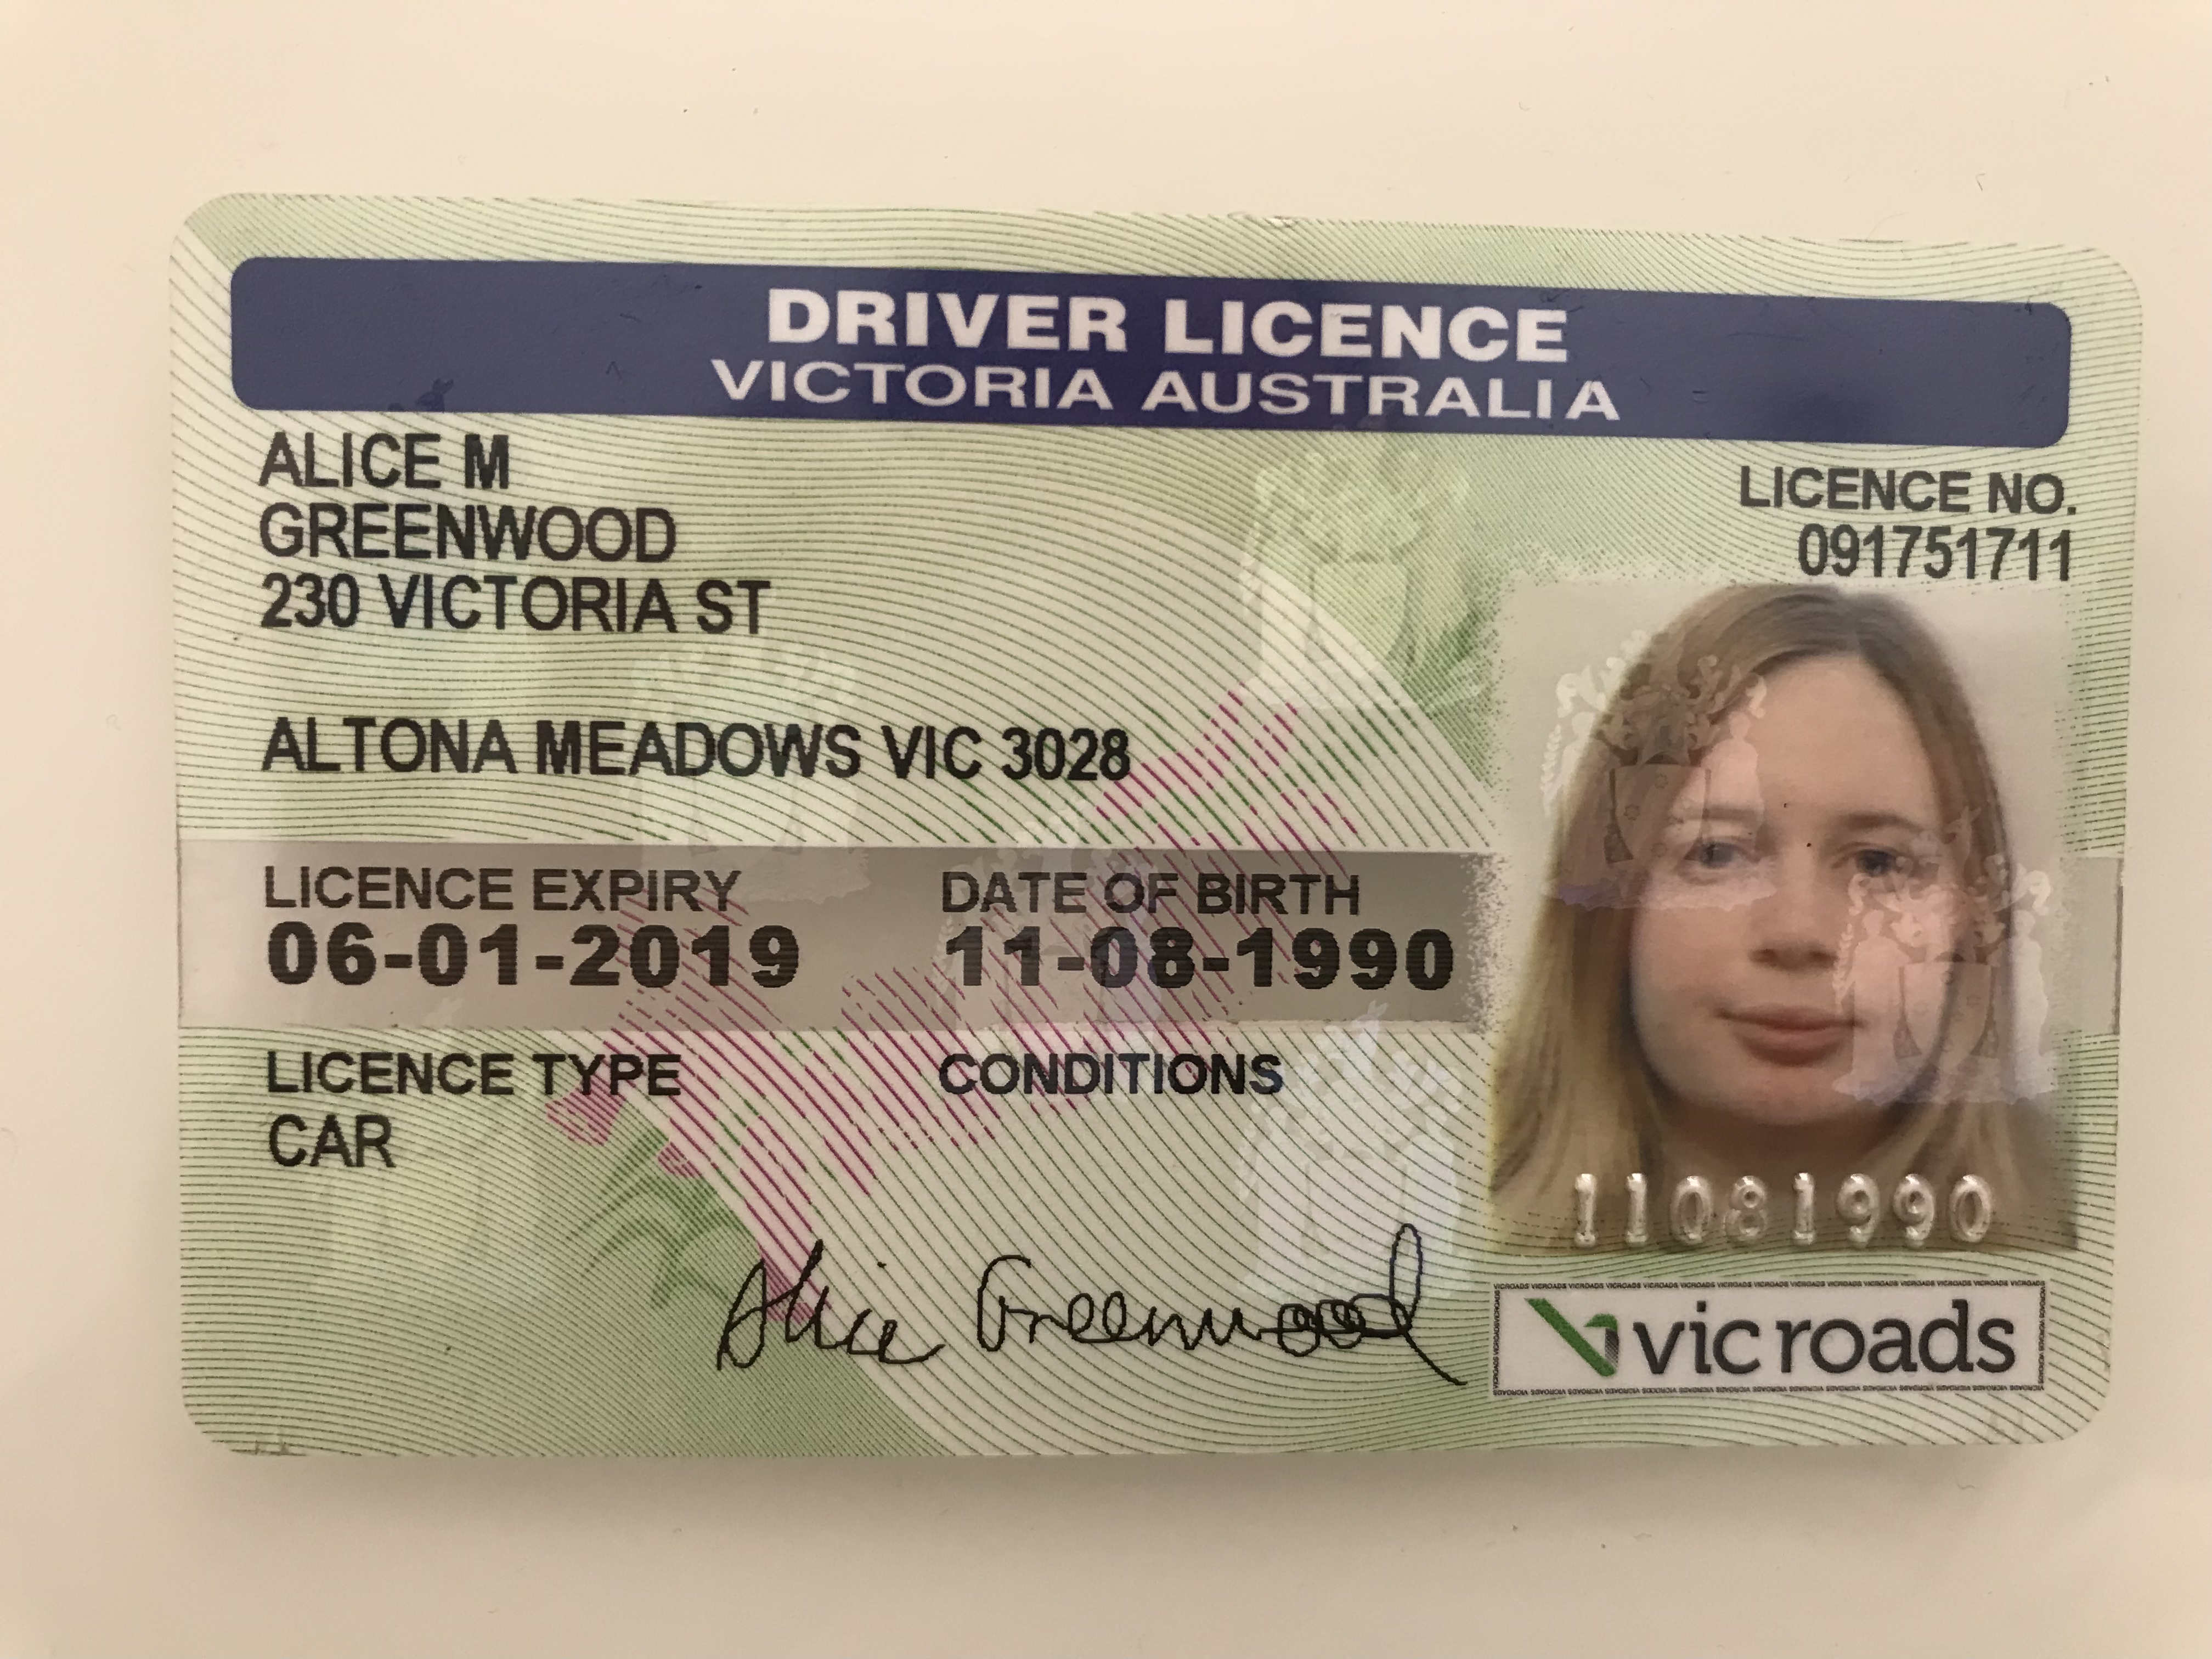 DRIVER LICENCE
VICTORIA AUSTRALIA
ALICE M
GREENWOOD
230 VICTORIA ST
ALTONA MEADOWS VIC 3028
LICENCE NO.
091751711
LICENCE EXPIRY
06-01-2019
DATE OF BIRTH
11-08-1990
LICENCE TYPE
CAR
CONDITIONS
Alice Greenwood
11081990
vicroads